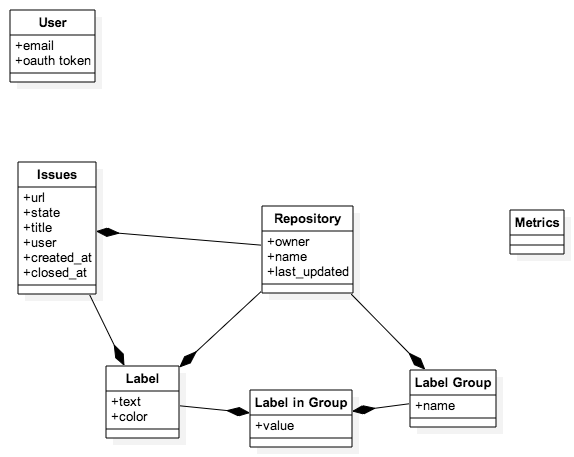 User
+email
+oauth token
Issues
+url
+state
+title
+user
+created_at
+closed_at
Repository
+owner
+name
+last_updated
Metrics
Label
+text
+color
Label in Group
+value
Label Group
+name